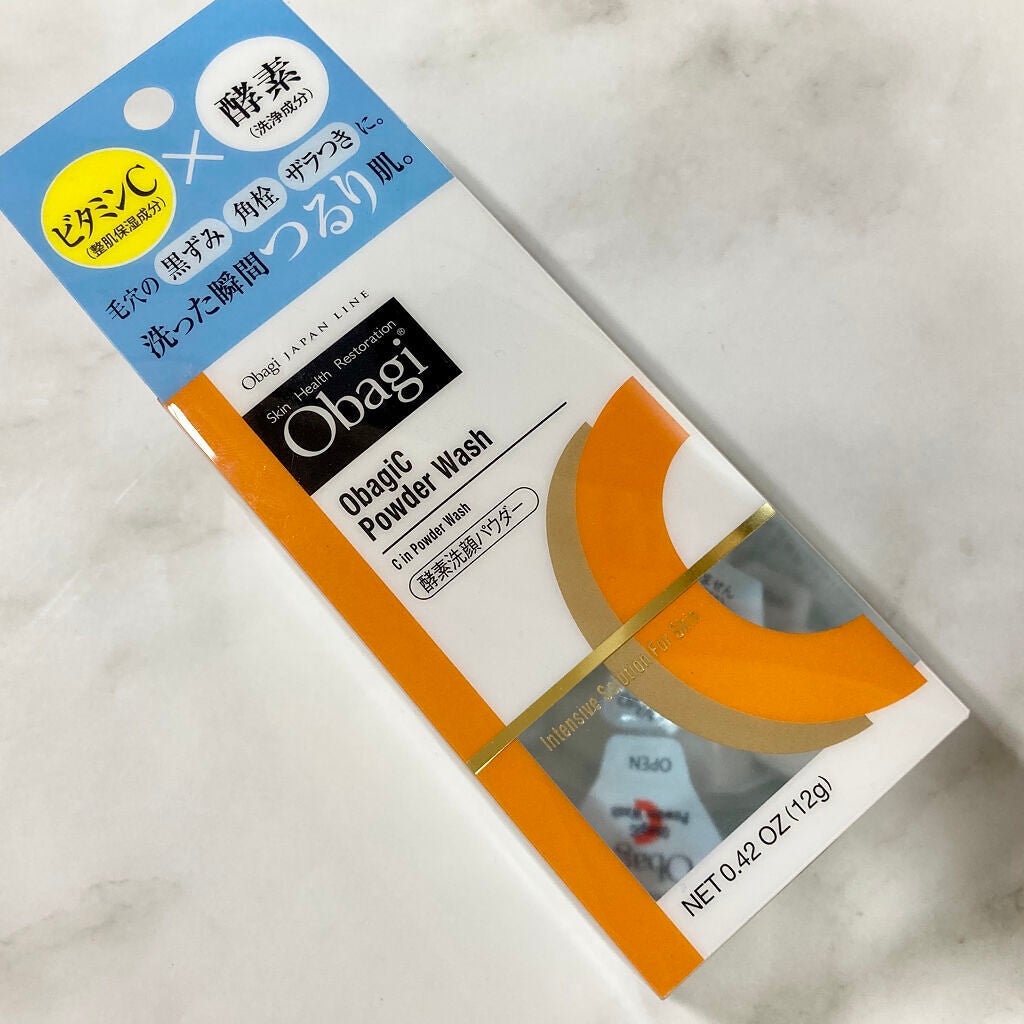 酵素
(洗浄成分)
×
ビタミンC
(整肌保湿成分)
毛穴の 黒ずみ 角栓 ザラつきに。
洗った瞬間つるり肌。
Obagi JAPAN LINE
Skin Health Restoration
Obagi®
ObagiC
Powder Wash
C in Powder Wash
酵素洗顔パウダー
Intensive Solution For Skin
OPEN
Obagi
C
Powder Wash
NET 0.42 OZ (12g)